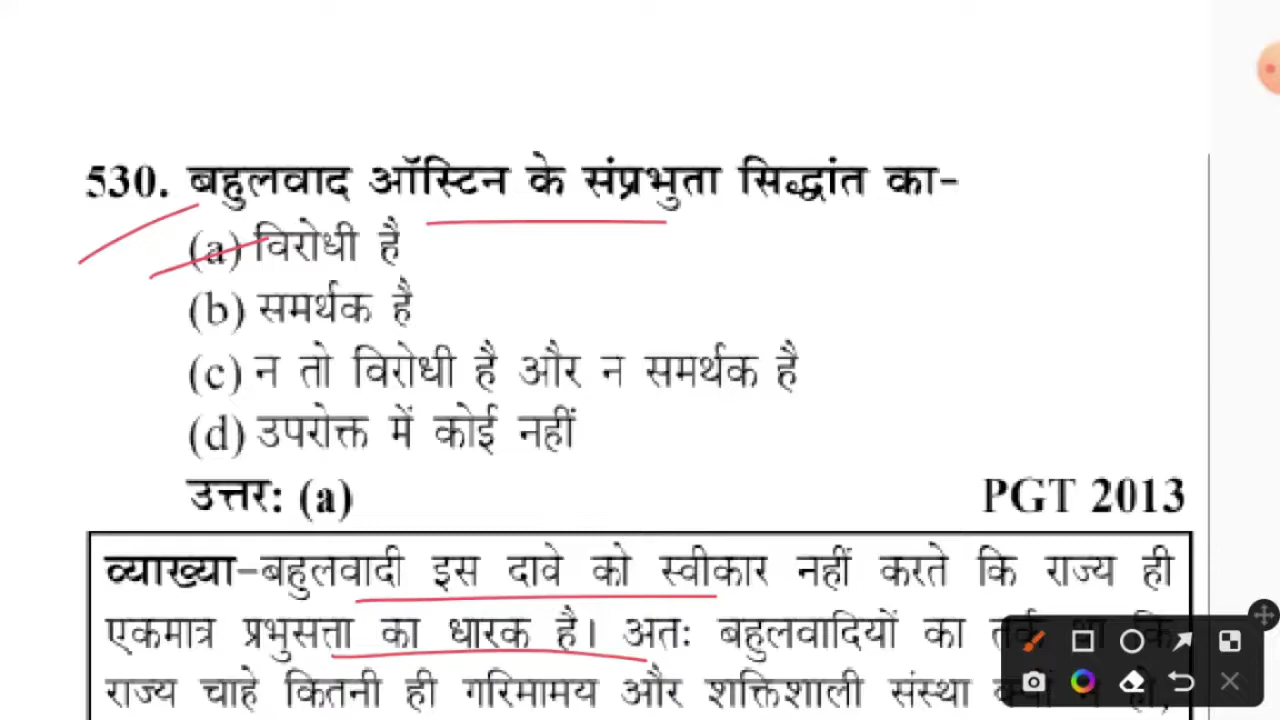 530. बहुलवाद ऑस्टिन के संप्रभुता सिद्धांत का-
(a) विरोधी है
(b) समर्थक है
(c) न तो विरोधी है और न समर्थक है
(d) उपरोक्त में कोई नहीं
उत्तर: (a) PGT 2013
व्याख्या-बहुलवादी इस दावे को स्वीकार नहीं करते कि राज्य ही
एकमात्र प्रभुसत्ता का धारक है। अतः बहुलवादियों का तर्क था कि
राज्य चाहे कितनी ही गरिमामय और शक्तिशाली संस्था